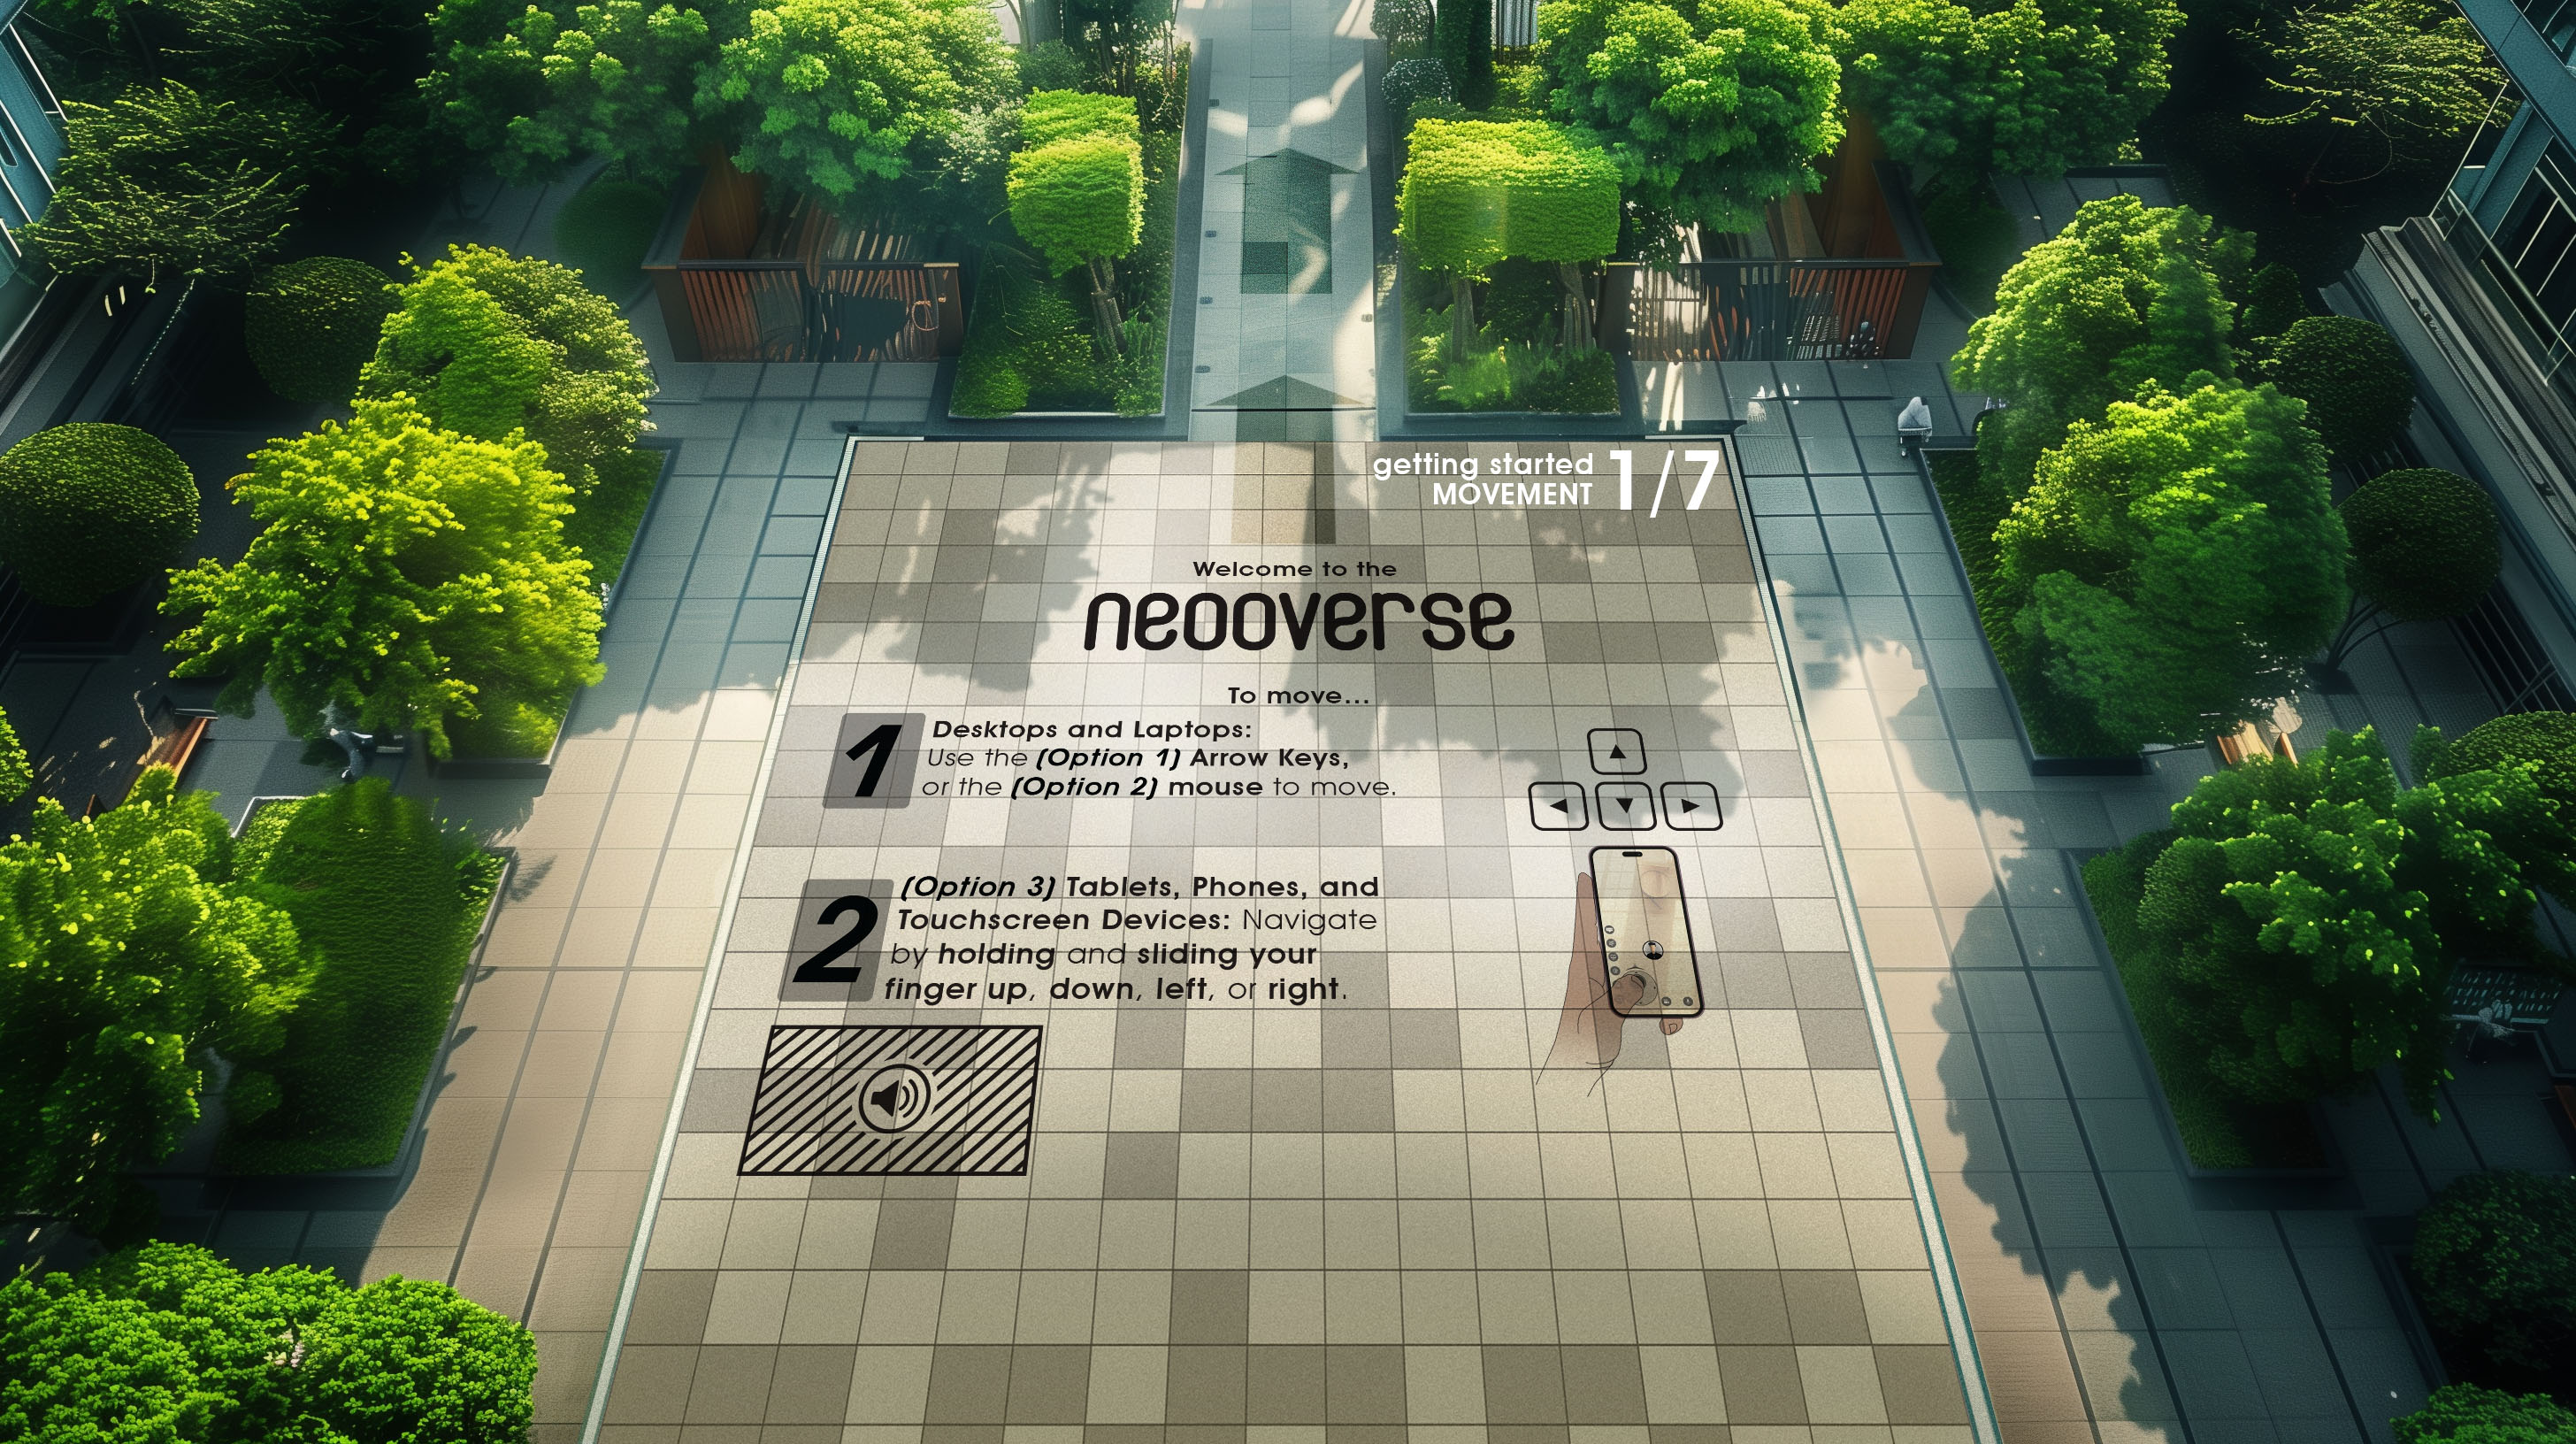 getting started
MOVEMENT
1/7
Welcome to the
neooverse
To move...
1
Desktops and Laptops:
Use the (Option 1) Arrow Keys,
or the (Option 2) mouse to move.
2
(Option 3) Tablets, Phones, and
Touchscreen Devices: Navigate
by holding and sliding your
finger up, down, left, or right.